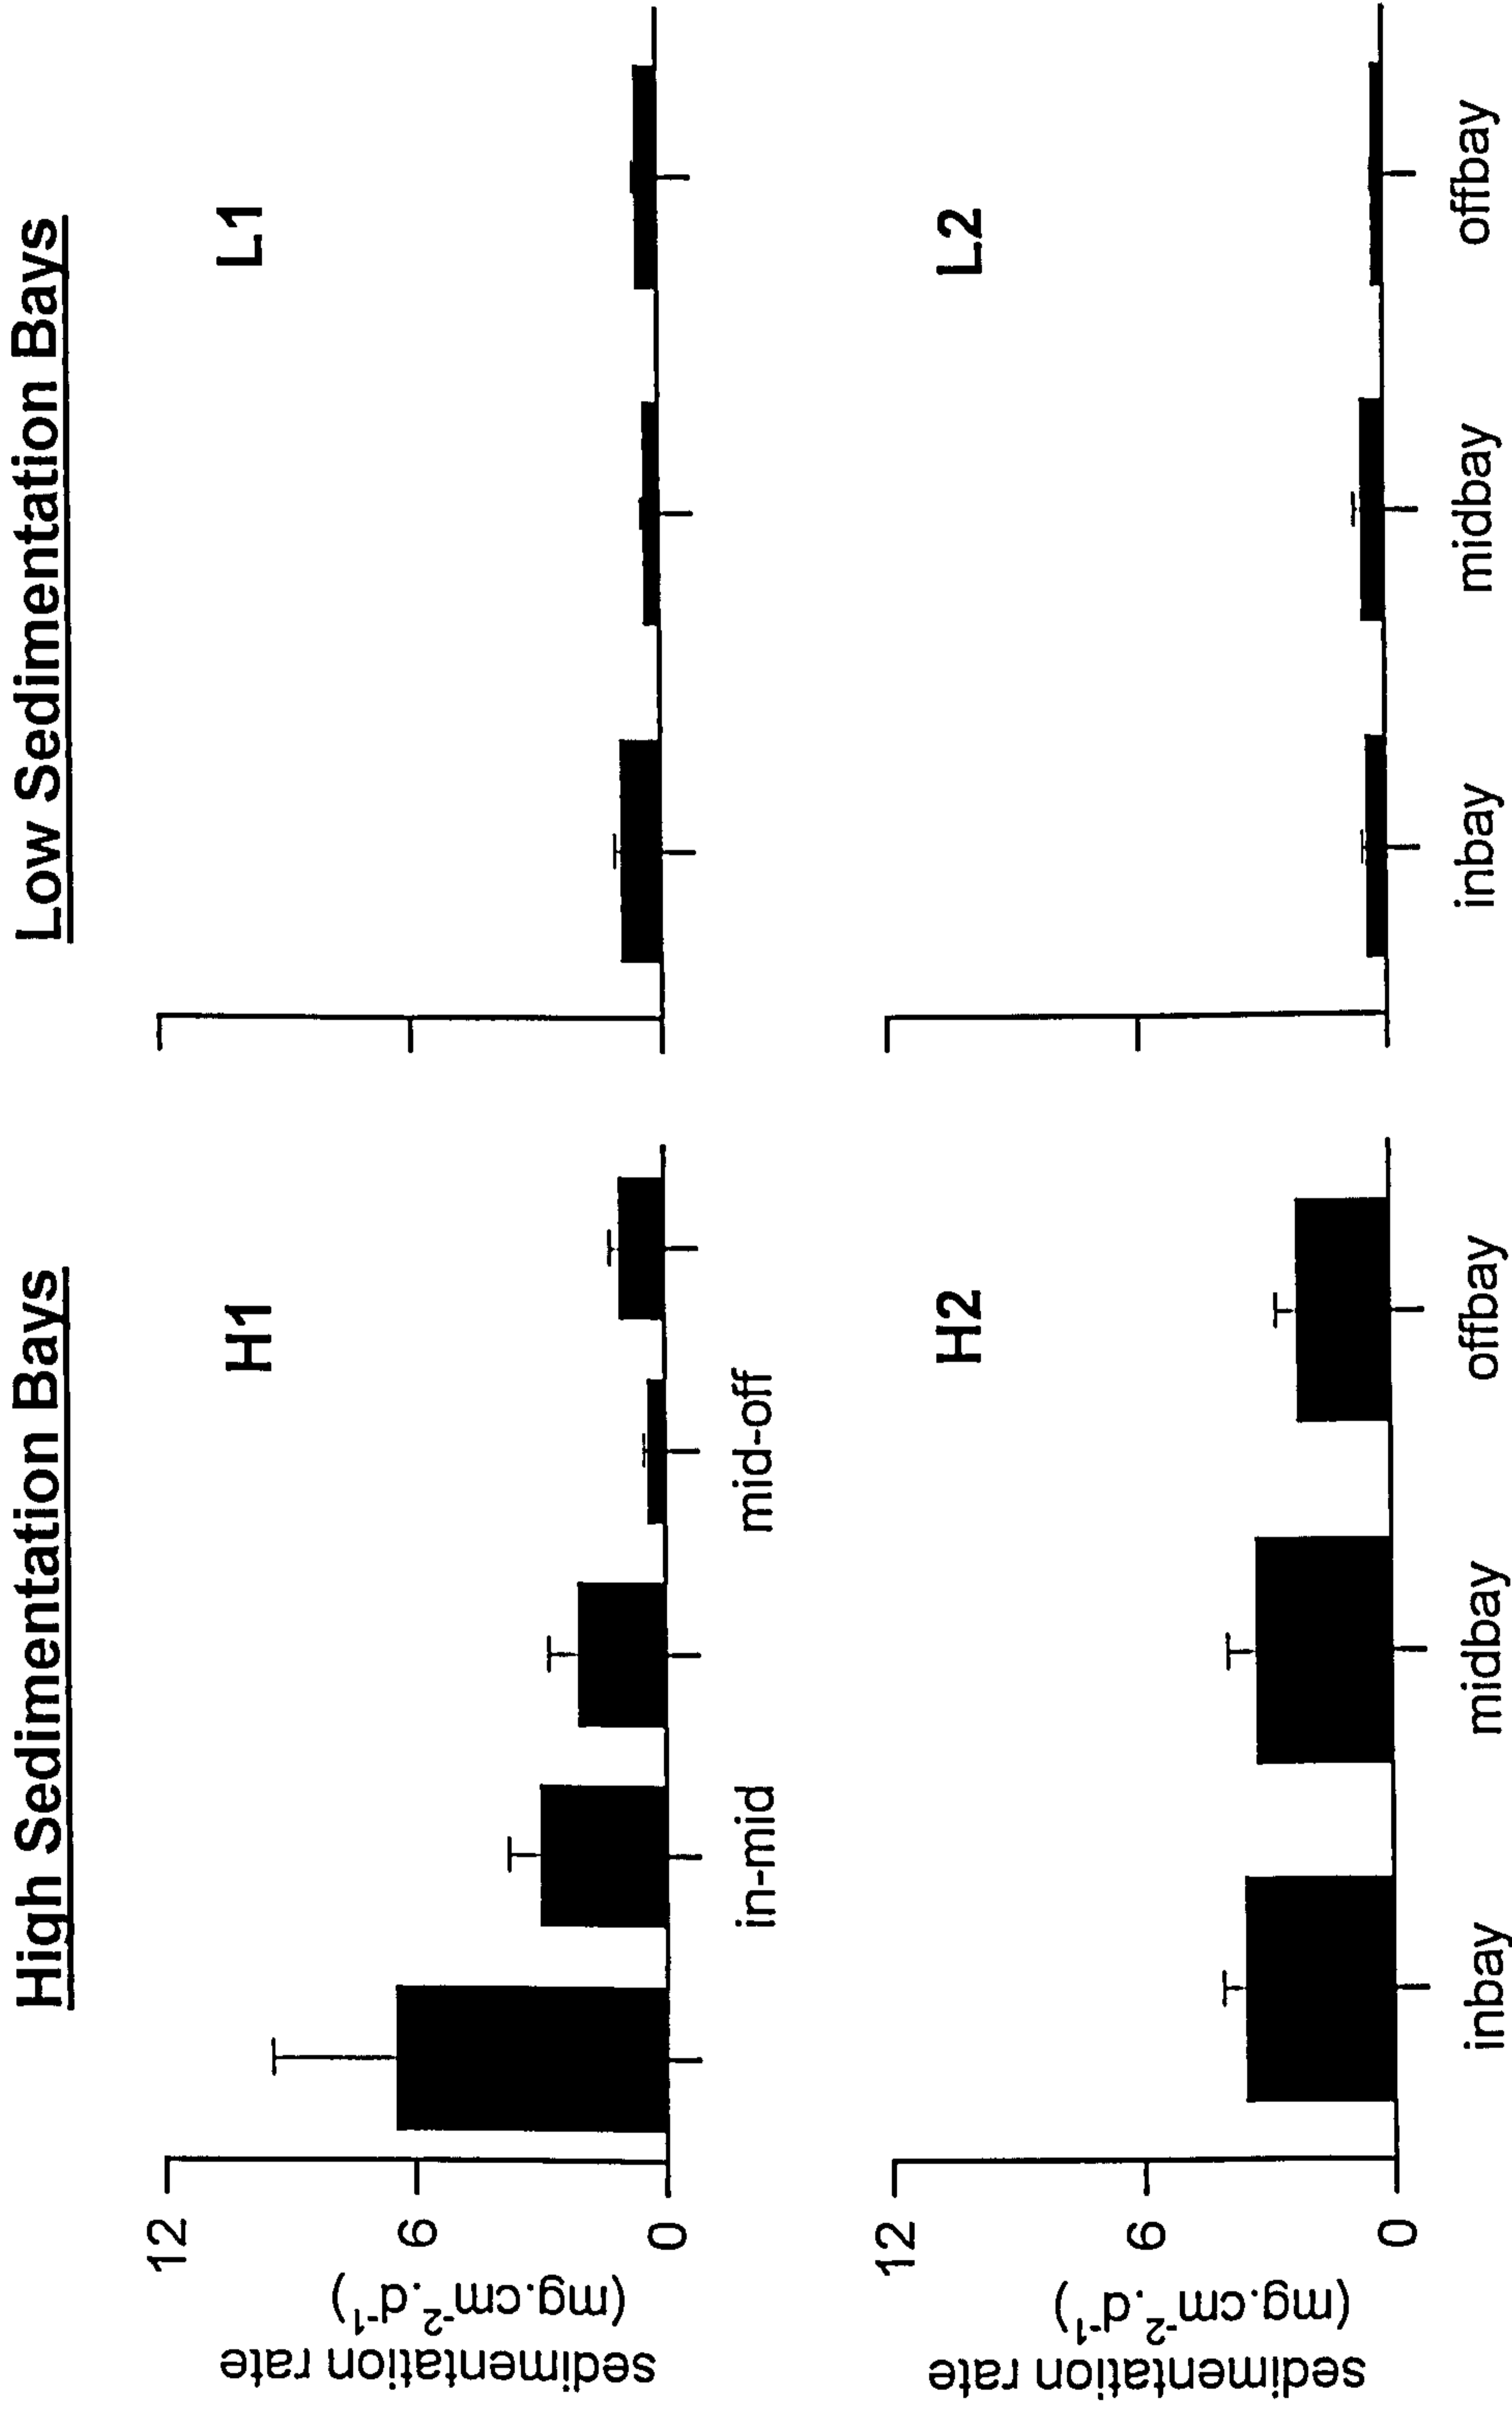 High Sedimentation Bays
Low Sedimentation Bays
sedimentation rate
(mg.cm⁻².d⁻¹)
12
6
0
H1
in-mid
mid-off
L1
sedimentation rate
(mg.cm⁻².d⁻¹)
12
6
0
H2
inbay
midbay
offbay
L2
inbay
midbay
offbay